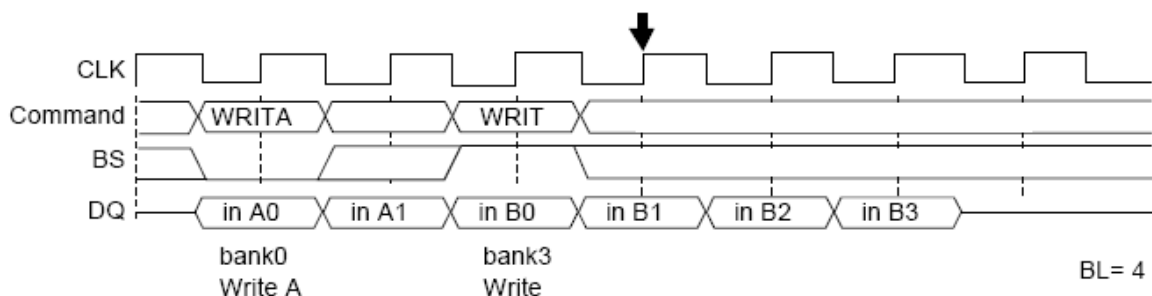 CLK
Command WRITA WRIT
BS
DQ in A0 in A1 in B0 in B1 in B2 in B3
bank0 bank3
Write A Write BL= 4